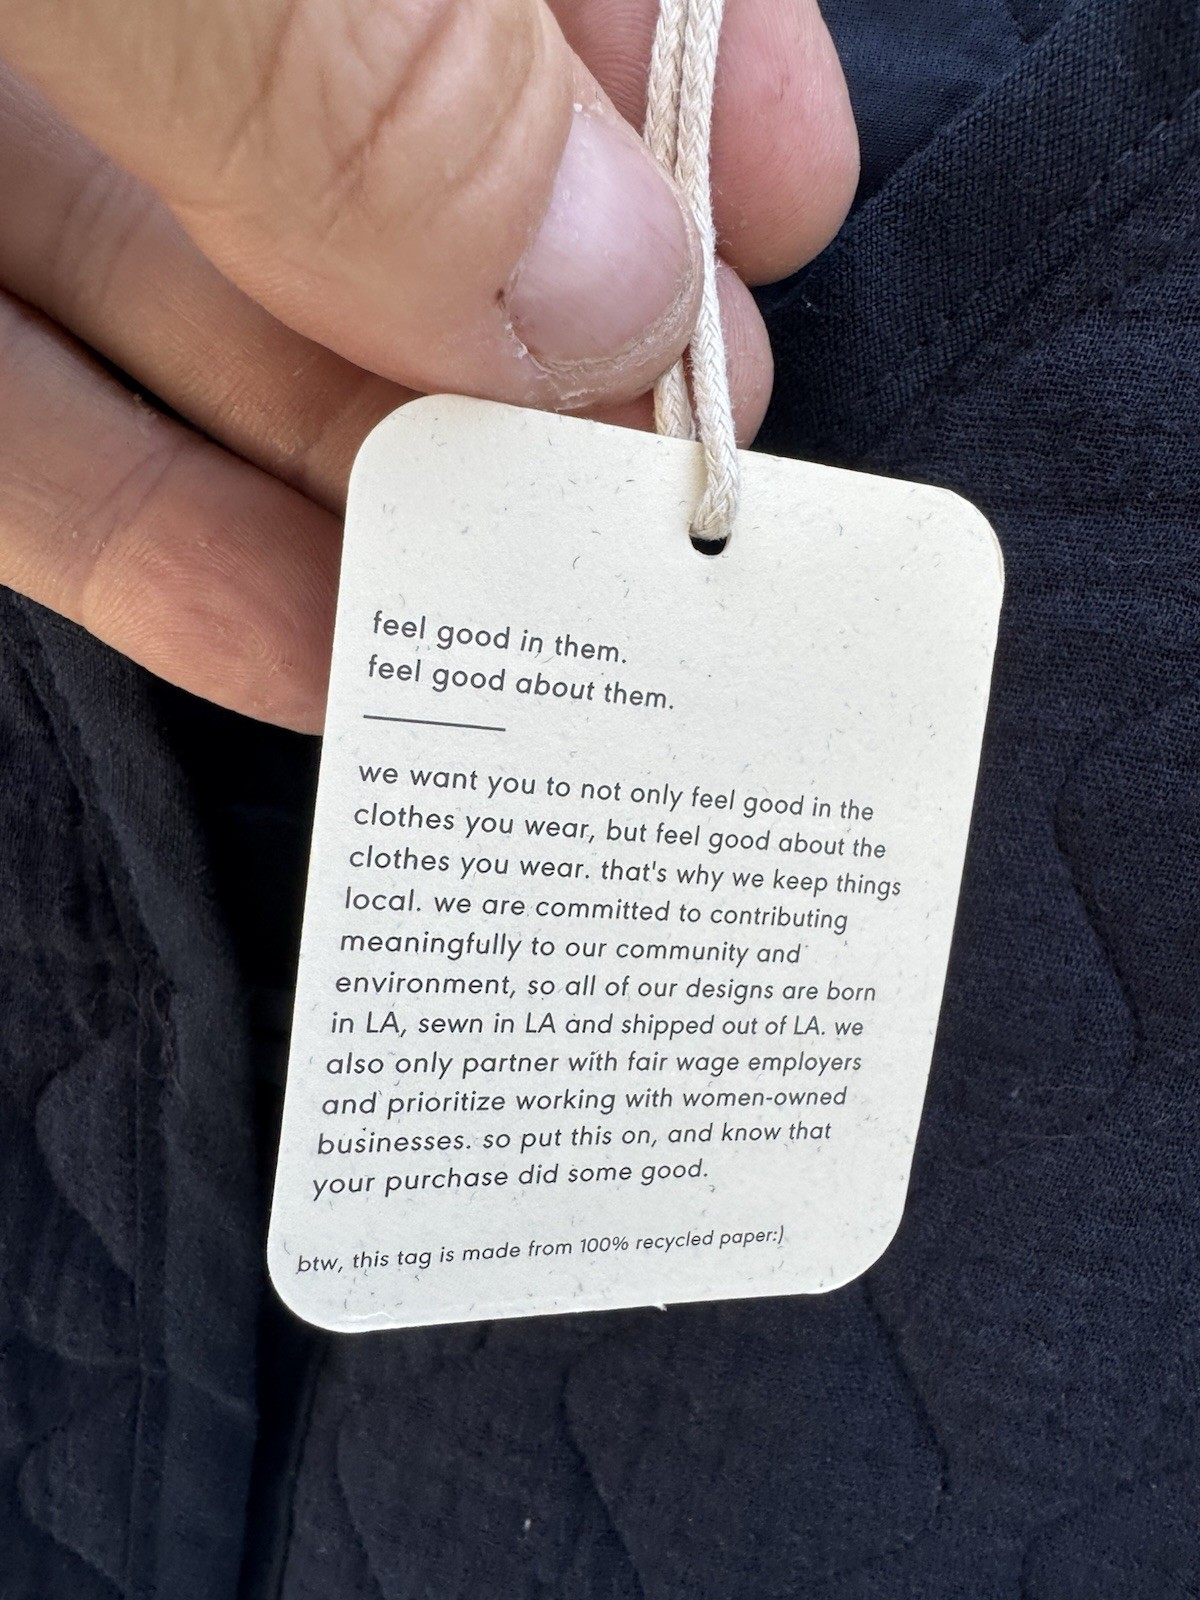 feel good in them.
feel good about them.
we want you to not only feel good in the
clothes you wear, but feel good about the
clothes you wear. that's why we keep things
local. we are committed to contributing
meaningfully to our community and
environment, so all of our designs are born
in LA, sewn in LA and shipped out of LA. we
also only partner with fair wage employers
and prioritize working with women-owned
businesses. so put this on, and know that
your purchase did some good.
btw, this tag is made from 100% recycled paper:)